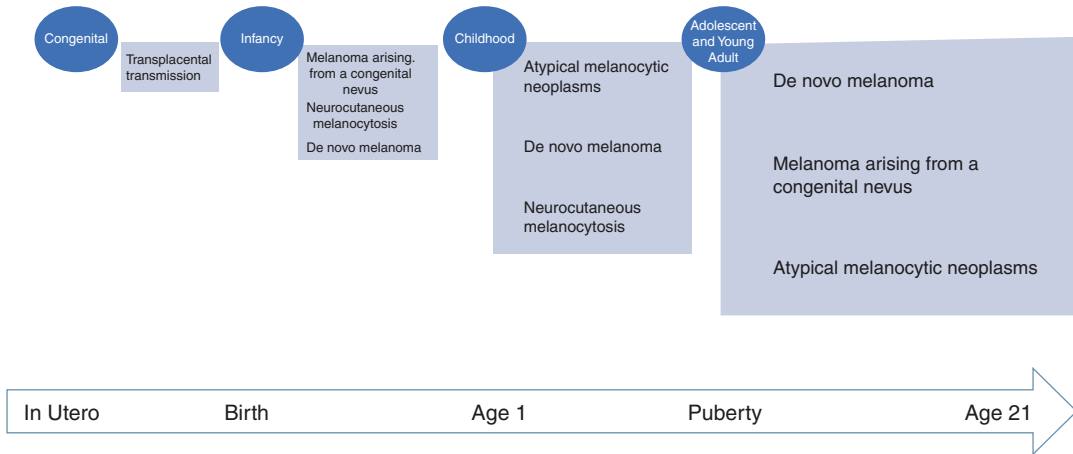 Congenital
Transplacental
transmission
Infancy
Melanoma arising.
from a congenital
nevus
Neurocutaneous
melanocytosis
De novo melanoma
Childhood
Atypical melanocytic
neoplasms
De novo melanoma
Neurocutaneous
melanocytosis
Adolescent
and Young
Adult
De novo melanoma
Melanoma arising from a
congenital nevus
Atypical melanocytic neoplasms
In Utero
Birth
Age 1
Puberty
Age 21